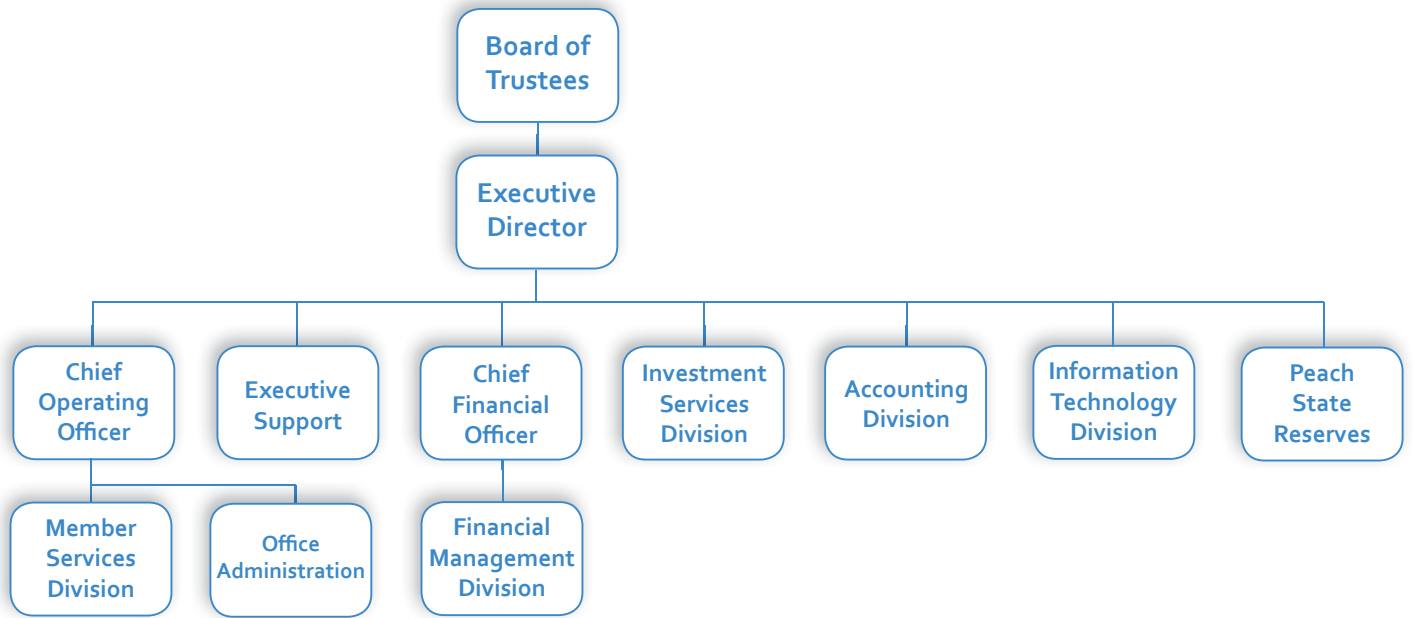 Board of
Trustees
Executive
Director
Chief
Operating
Officer
Executive
Support
Chief
Financial
Officer
Investment
Services
Division
Accounting
Division
Information
Technology
Division
Peach
State
Reserves
Member
Services
Division
Office
Administration
Financial
Management
Division